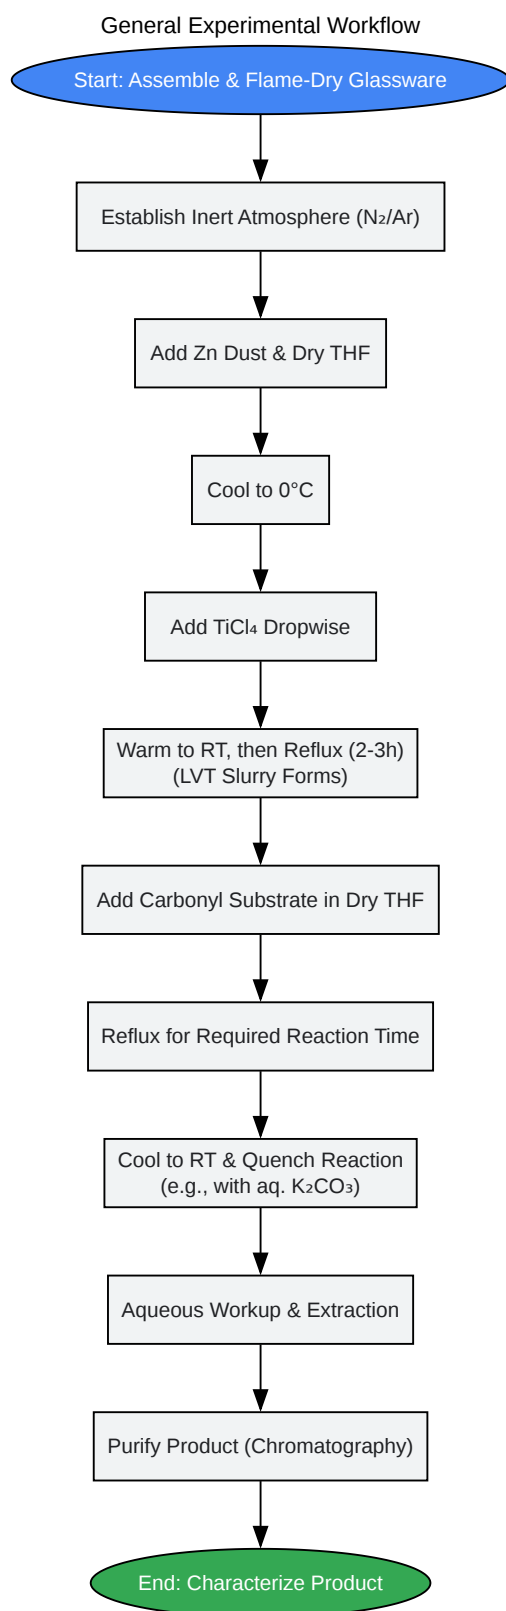 General Experimental Workflow
Start: Assemble & Flame-Dry Glassware
Establish Inert Atmosphere (N₂/Ar)
Add Zn Dust & Dry THF
Cool to 0°C
Add TiCl₄ Dropwise
Warm to RT, then Reflux (2-3h)
(LVT Slurry Forms)
Add Carbonyl Substrate in Dry THF
Reflux for Required Reaction Time
Cool to RT & Quench Reaction
(e.g., with aq. K₂CO₃)
Aqueous Workup & Extraction
Purify Product (Chromatography)
End: Characterize Product